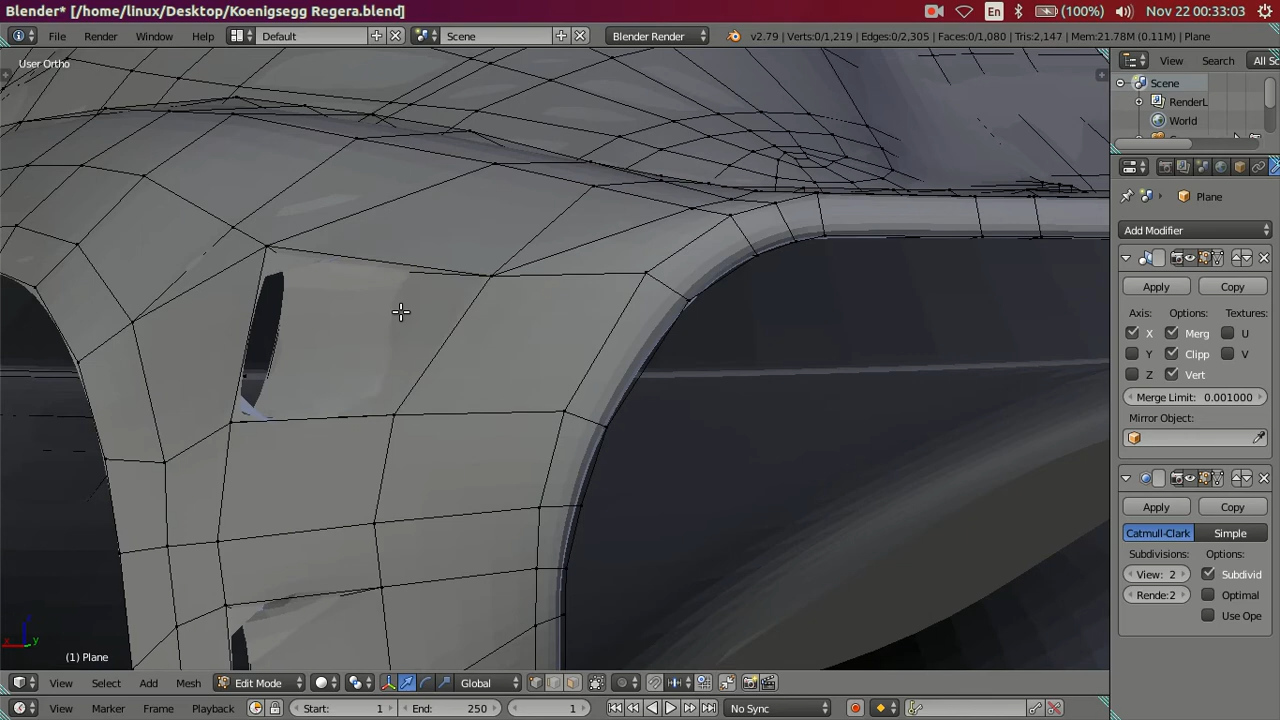 Blender* [/home/linux/Desktop/Koenigsegg Regera.blend]
En (100%) Nov 22 00:33:03
File Render Window Help Default Scene Blender Render v2.79 | Verts:0/1,219 | Edges:0/2,305 | Faces:0/1,080 | Tris:2,147 | Mem:21.78M (0.11M) | Plane
User Ortho
View Search All Sc
Scene
RenderL
World
Plane
Add Modifier
Apply Copy
Axis: Options: Textures:
X Merg U
Y Clipp V
Z Vert
Merge Limit: 0.001000
Mirror Object:
Apply Copy
Catmull-Clark Simple
Subdivisions: Options:
View: 2 Subdivid
Rende:2 Optimal
Use Ope
z
x y
(1) Plane
View Select Add Mesh Edit Mode Global
View Marker Frame Playback Start: 1 End: 250 1 No Sync